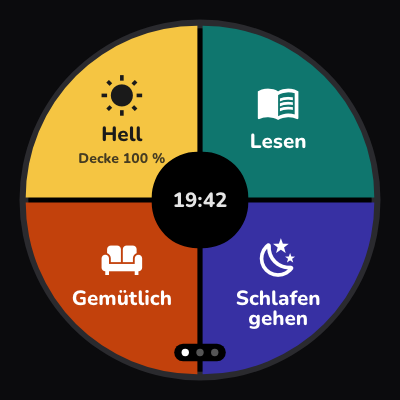 Hell
Decke 100 %
Lesen
19:42
Gemütlich
Schlafen
gehen